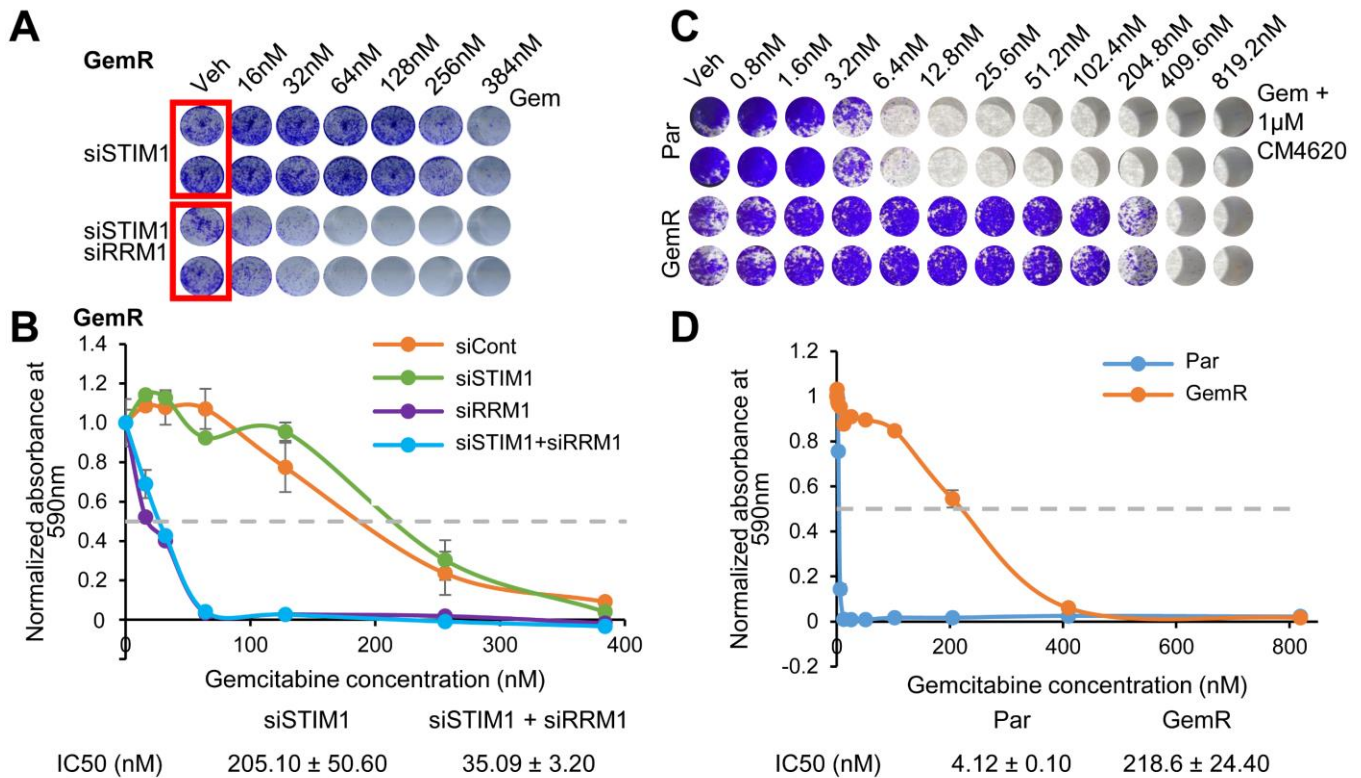 A
GemR
Veh
16nM
32nM
64nM
128nM
256nM
384nM
Gem
siSTIM1
siSTIM1
siRRM1
B
GemR
1.4
1.2
1.0
0.8
0.6
0.4
0.2
0
Normalized absorbance at
590nm
siCont
siSTIM1
siRRM1
siSTIM1+siRRM1
0 100 200 300 400
Gemcitabine concentration (nM)
siSTIM1 siSTIM1 + siRRM1
IC50 (nM) 205.10 ± 50.60 35.09 ± 3.20
C
Veh
0.8nM
1.6nM
3.2nM
6.4nM
12.8nM
25.6nM
51.2nM
102.4nM
204.8nM
409.6nM
819.2nM
Gem +
1µM
CM4620
Par
GemR
D
1.2
1
0.8
0.6
0.4
0.2
0
-0.2
Normalized absorbance at
590nm
Par
GemR
0 200 400 600 800
Gemcitabine concentration (nM)
Par GemR
IC50 (nM) 4.12 ± 0.10 218.6 ± 24.40